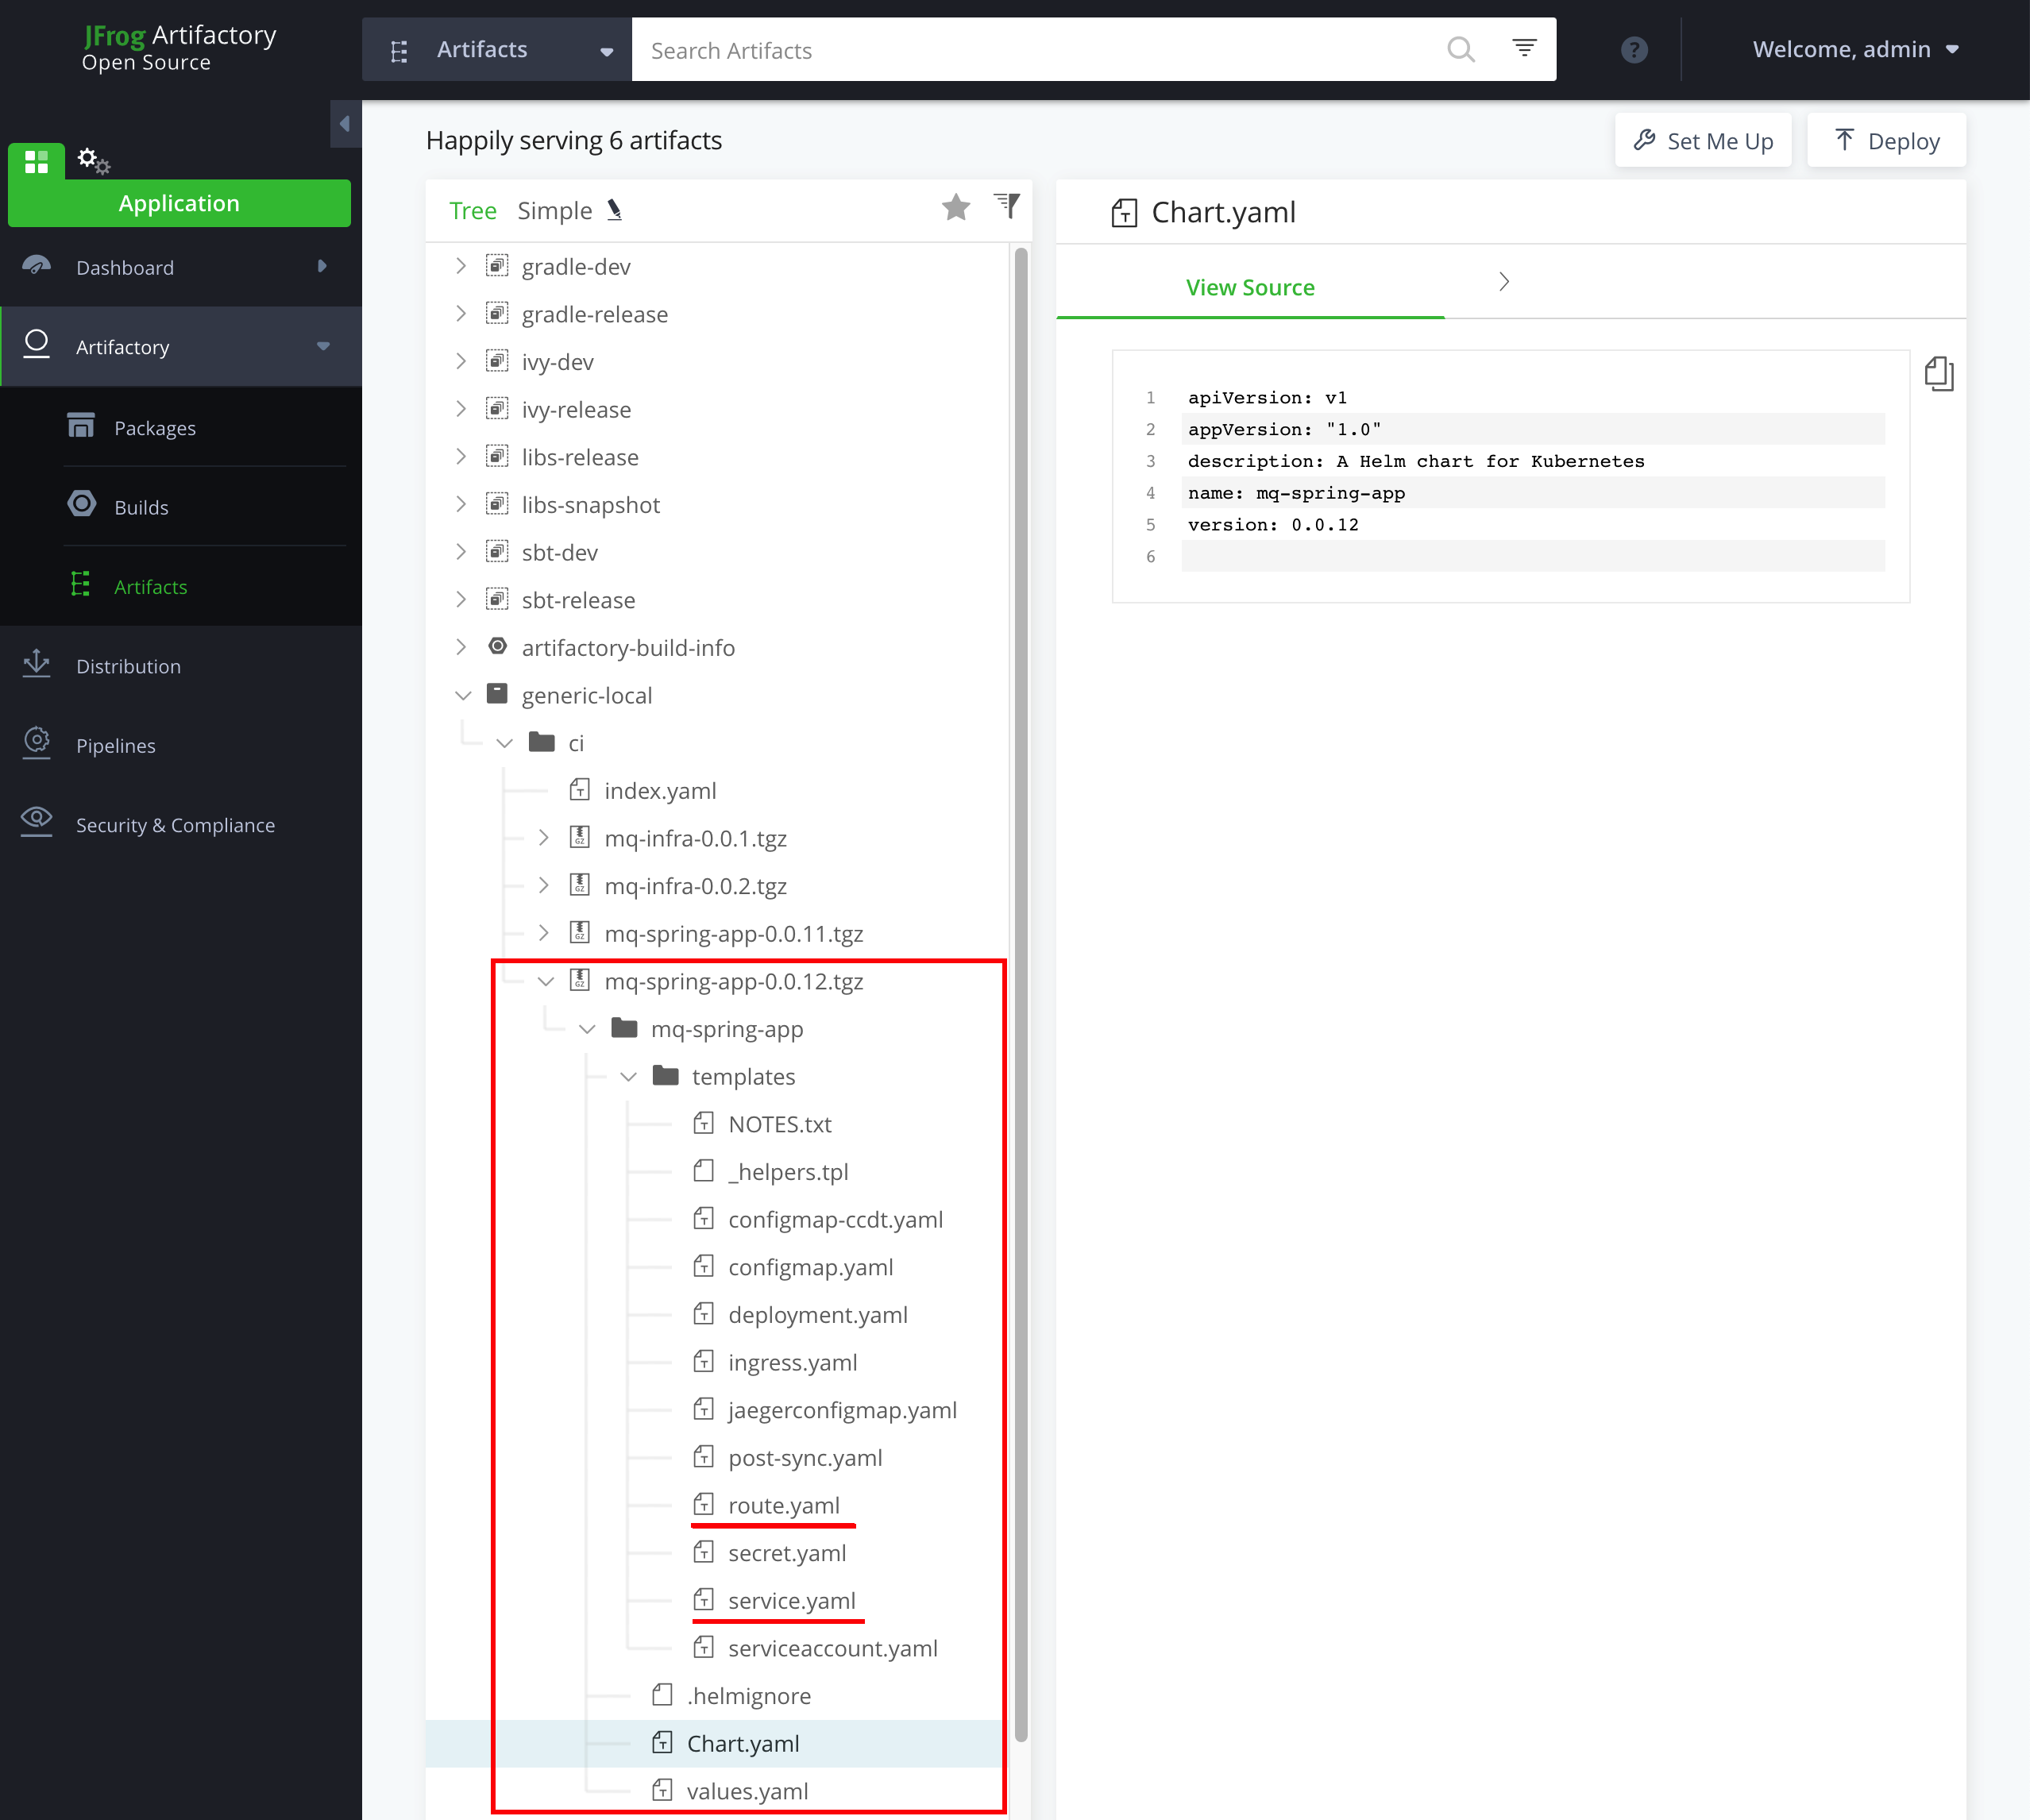 JFrog Artifactory
Open Source
Artifacts
Search Artifacts
?
Welcome, admin
Happily serving 6 artifacts
Set Me Up
Deploy
Application
Dashboard
Artifactory
Packages
Builds
Artifacts
Distribution
Pipelines
Security & Compliance
Tree Simple
gradle-dev
gradle-release
ivy-dev
ivy-release
libs-release
libs-snapshot
sbt-dev
sbt-release
artifactory-build-info
generic-local
ci
index.yaml
mq-infra-0.0.1.tgz
mq-infra-0.0.2.tgz
mq-spring-app-0.0.11.tgz
mq-spring-app-0.0.12.tgz
mq-spring-app
templates
NOTES.txt
_helpers.tpl
configmap-ccdt.yaml
configmap.yaml
deployment.yaml
ingress.yaml
jaegerconfigmap.yaml
post-sync.yaml
route.yaml
secret.yaml
service.yaml
serviceaccount.yaml
.helmignore
Chart.yaml
values.yaml
Chart.yaml
View Source
1 apiVersion: v1
2 appVersion: "1.0"
3 description: A Helm chart for Kubernetes
4 name: mq-spring-app
5 version: 0.0.12
6